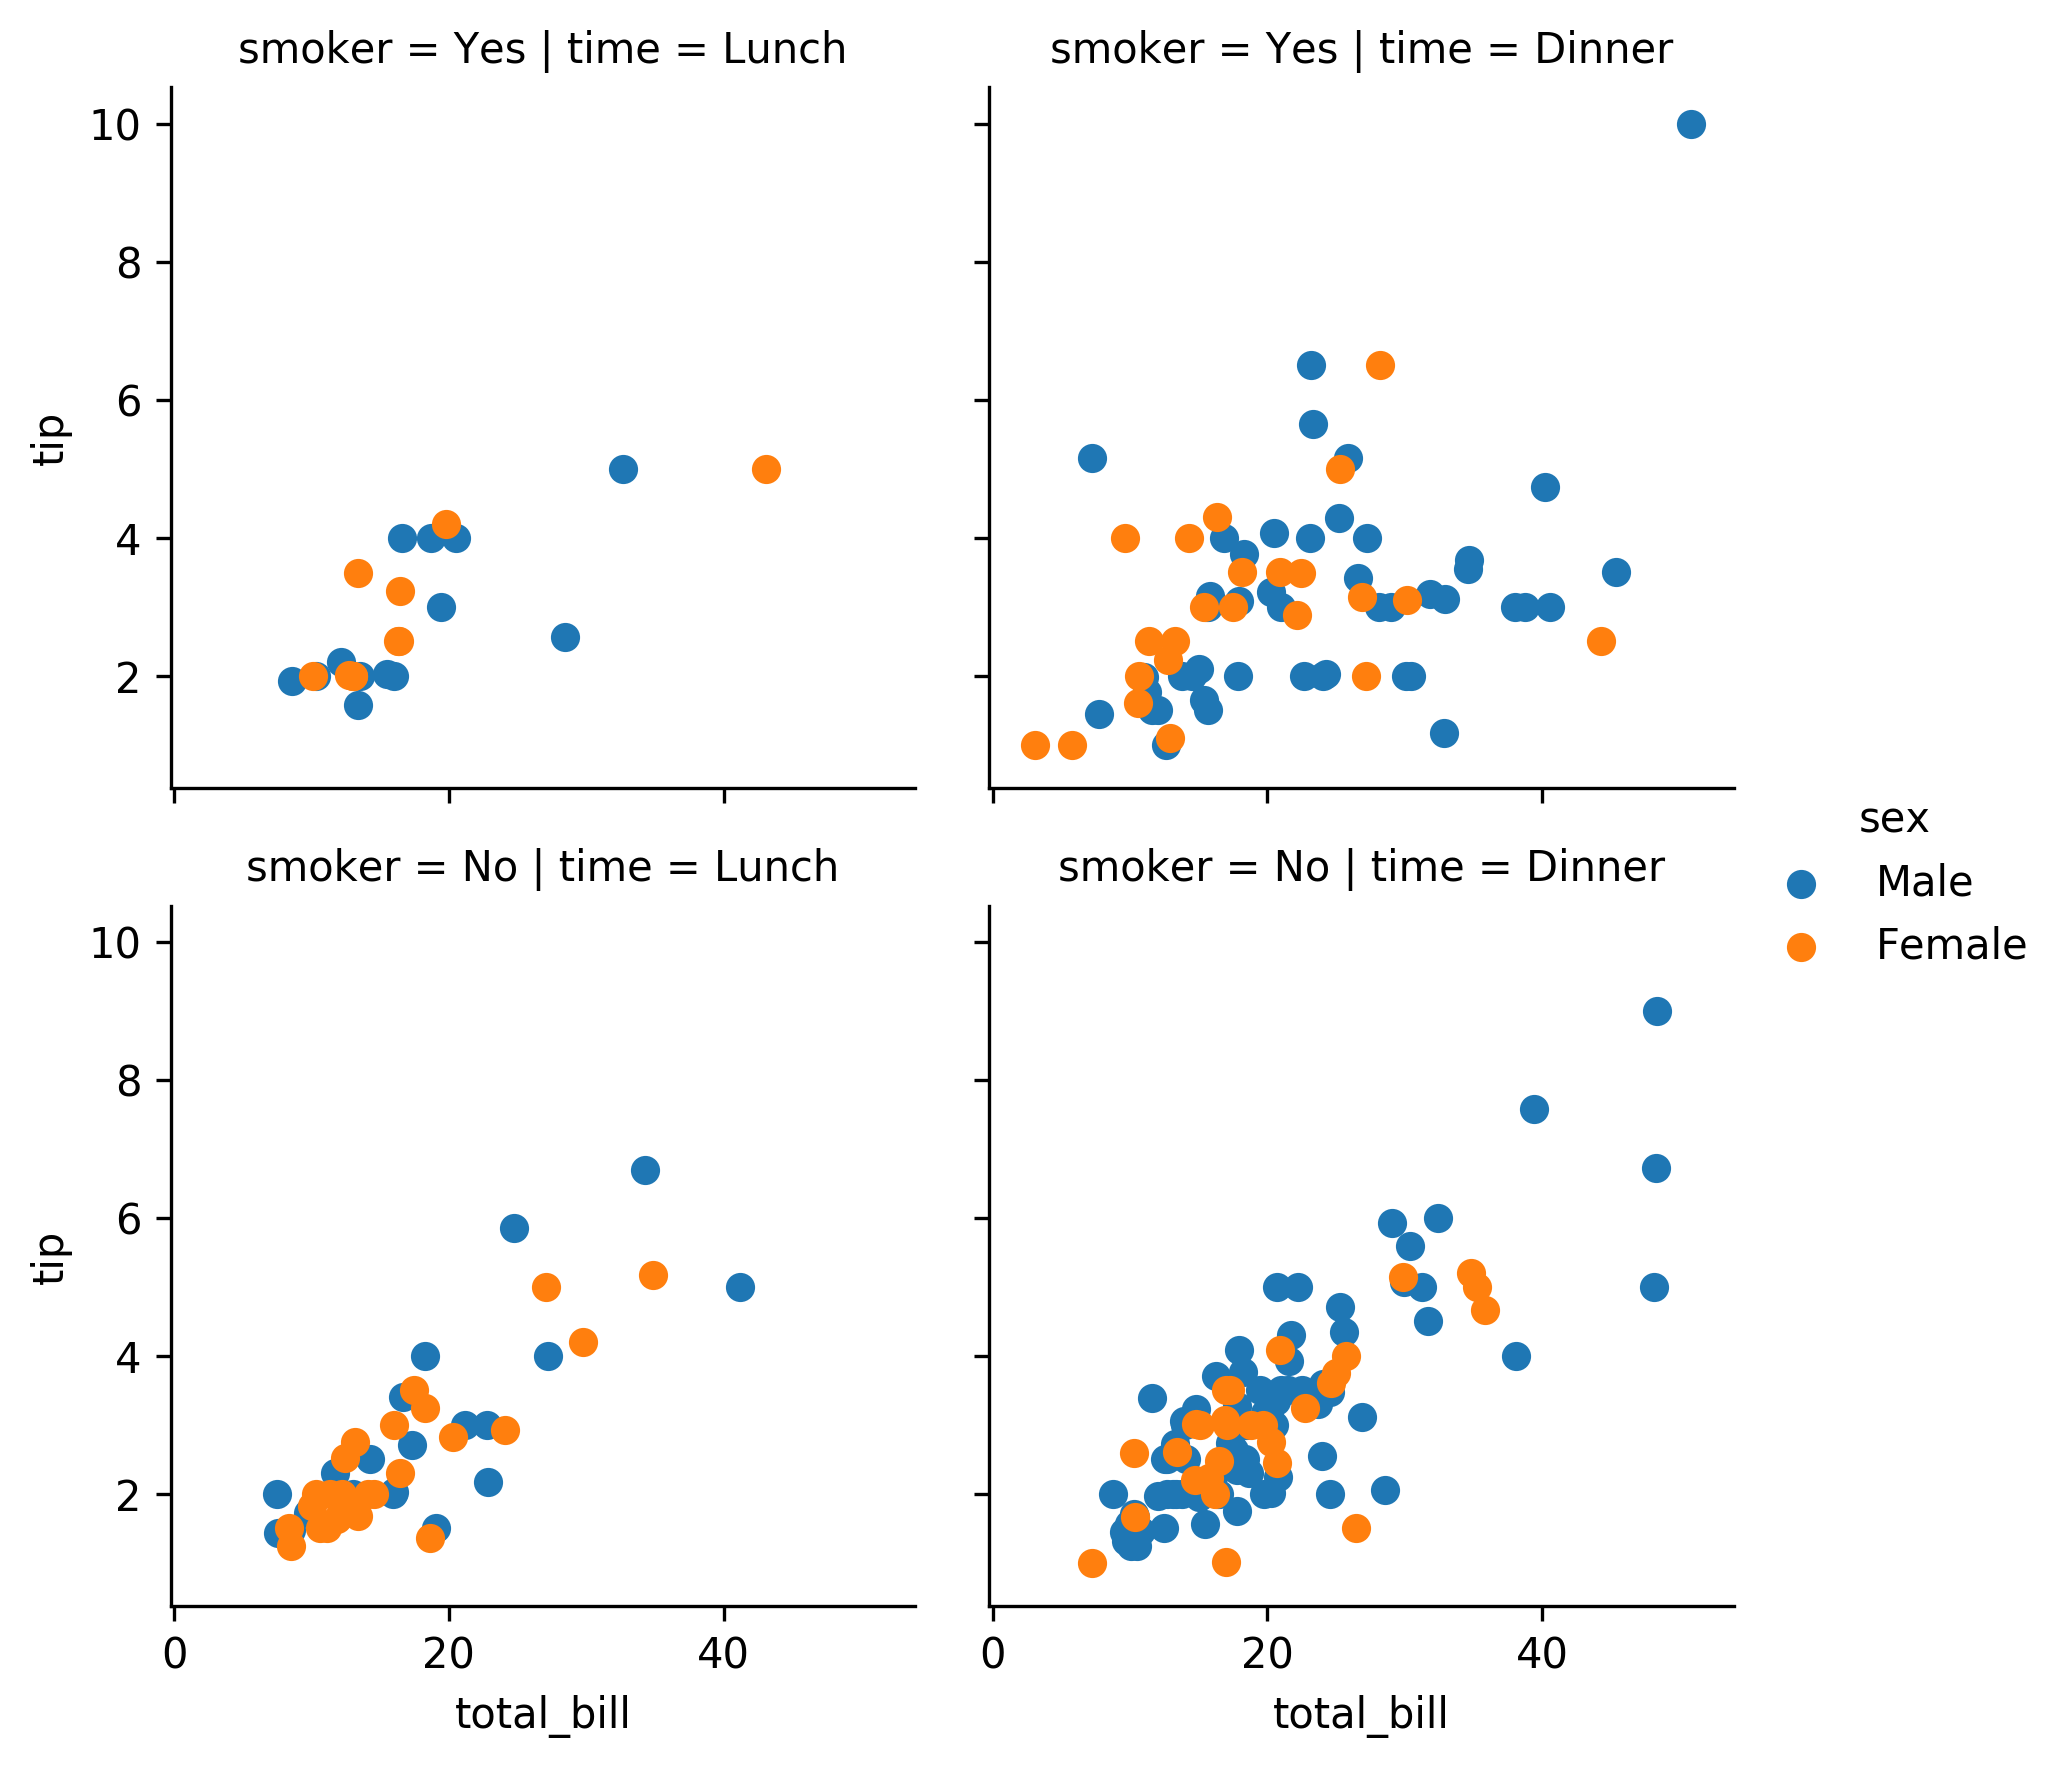 smoker = Yes | time = Lunch
smoker = Yes | time = Dinner
10
8
6
4
2
tip
sex
Male
Female
smoker = No | time = Lunch
smoker = No | time = Dinner
10
8
6
4
2
tip
0 20 40
0 20 40
total_bill
total_bill